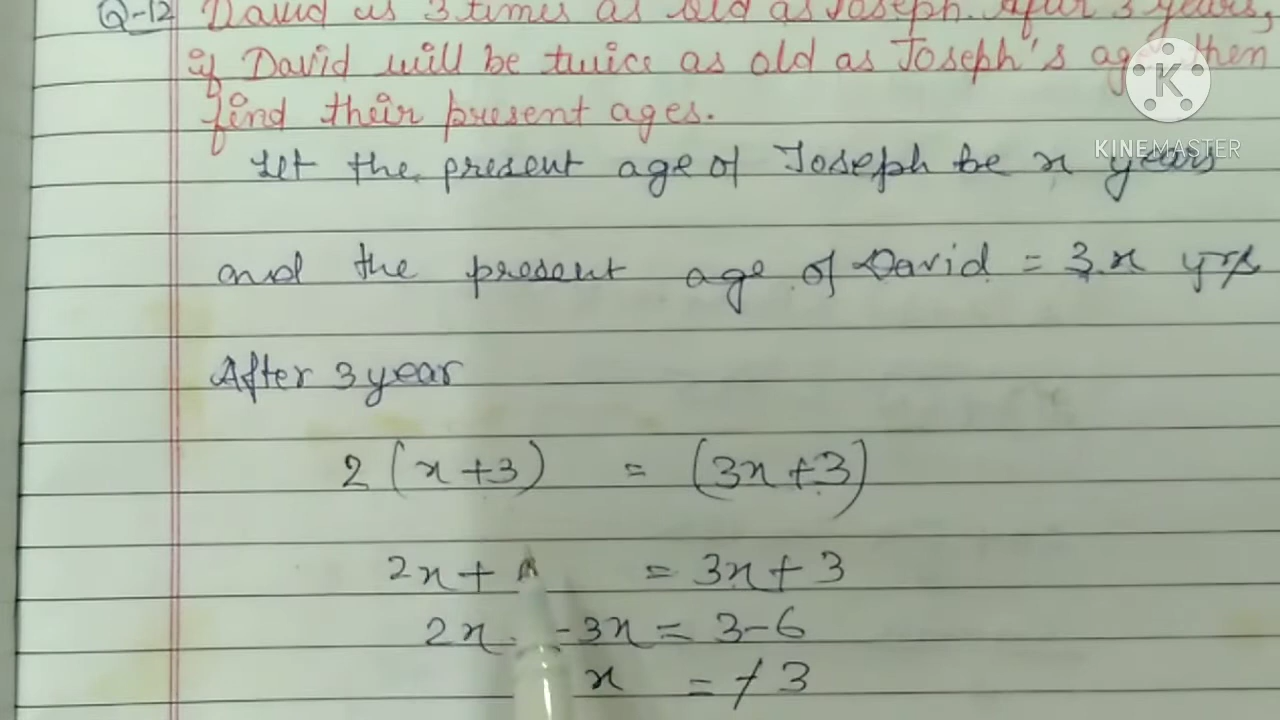 Q-12 David is 3 times as old as Joseph. After 3 years,
if David will be twice as old as Joseph's age then
find their present ages.
KINEMASTER
Let the present age of Joseph be x years
and the present age of David = 3x yrs
After 3 year
2 (x+3) = (3x+3)
2x + = 3x + 3
2x - 3x = 3-6
x = -3